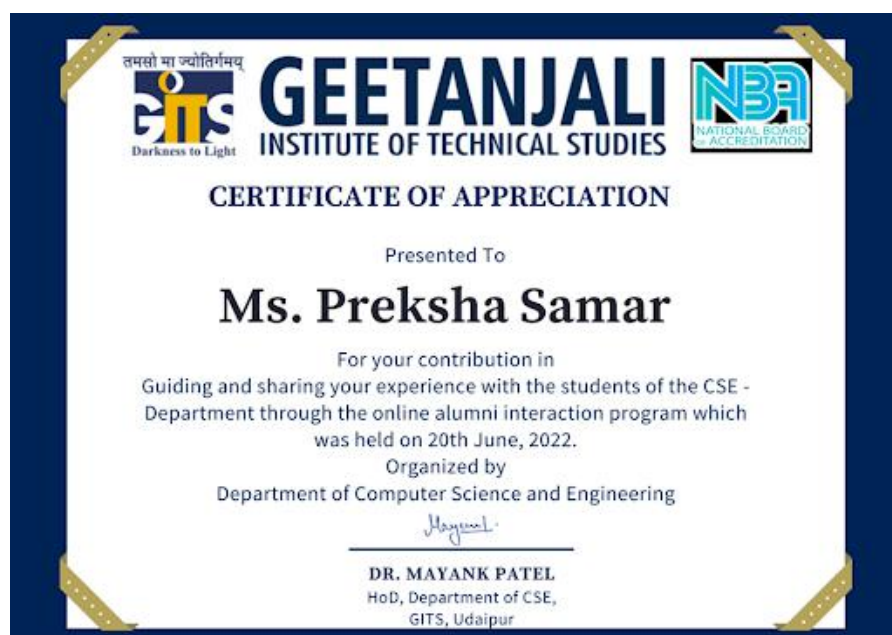 तमसो मा ज्योतिर्गमय्
GITS
Darkness to Light
GEETANJALI
INSTITUTE OF TECHNICAL STUDIES
NBA
NATIONAL BOARD
OF ACCREDITATION
CERTIFICATE OF APPRECIATION
Presented To
Ms. Preksha Samar
For your contribution in
Guiding and sharing your experience with the students of the CSE -
Department through the online alumni interaction program which
was held on 20th June, 2022.
Organized by
Department of Computer Science and Engineering
DR. MAYANK PATEL
HoD, Department of CSE,
GITS, Udaipur